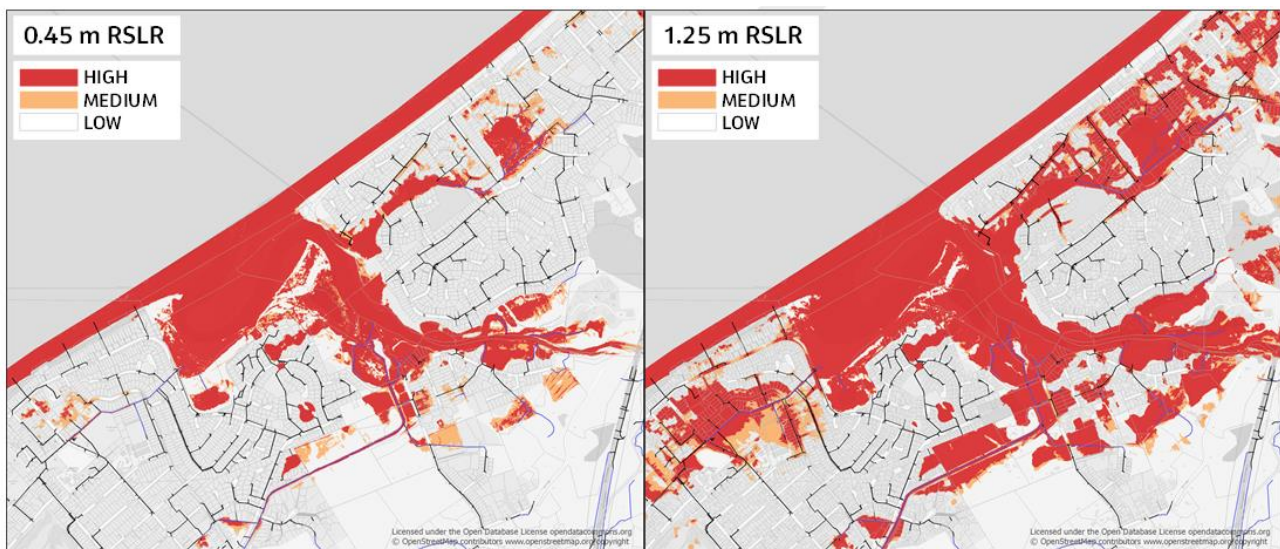 0.45 m RSLR
HIGH
MEDIUM
LOW
Licensed under the Open Database License opendatacommons.org
© OpenStreetMap contributors www.openstreetmap.org/copyright
1.25 m RSLR
HIGH
MEDIUM
LOW
Licensed under the Open Database License opendatacommons.org
© OpenStreetMap contributors www.openstreetmap.org/copyright